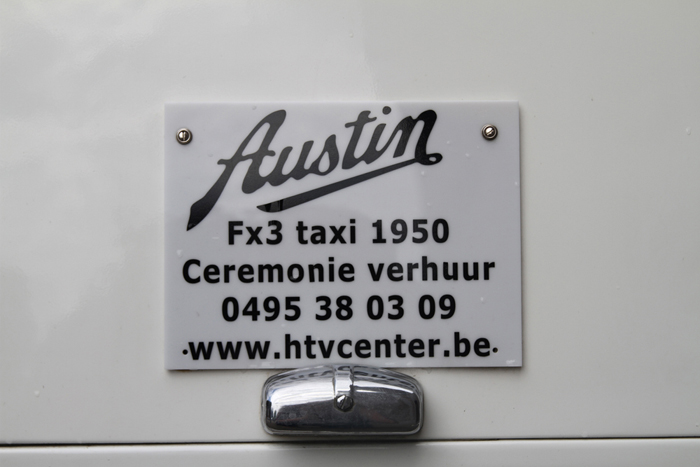 Austin
Fx3 taxi 1950
Ceremonie verhuur
0495 38 03 09
www.htvcenter.be